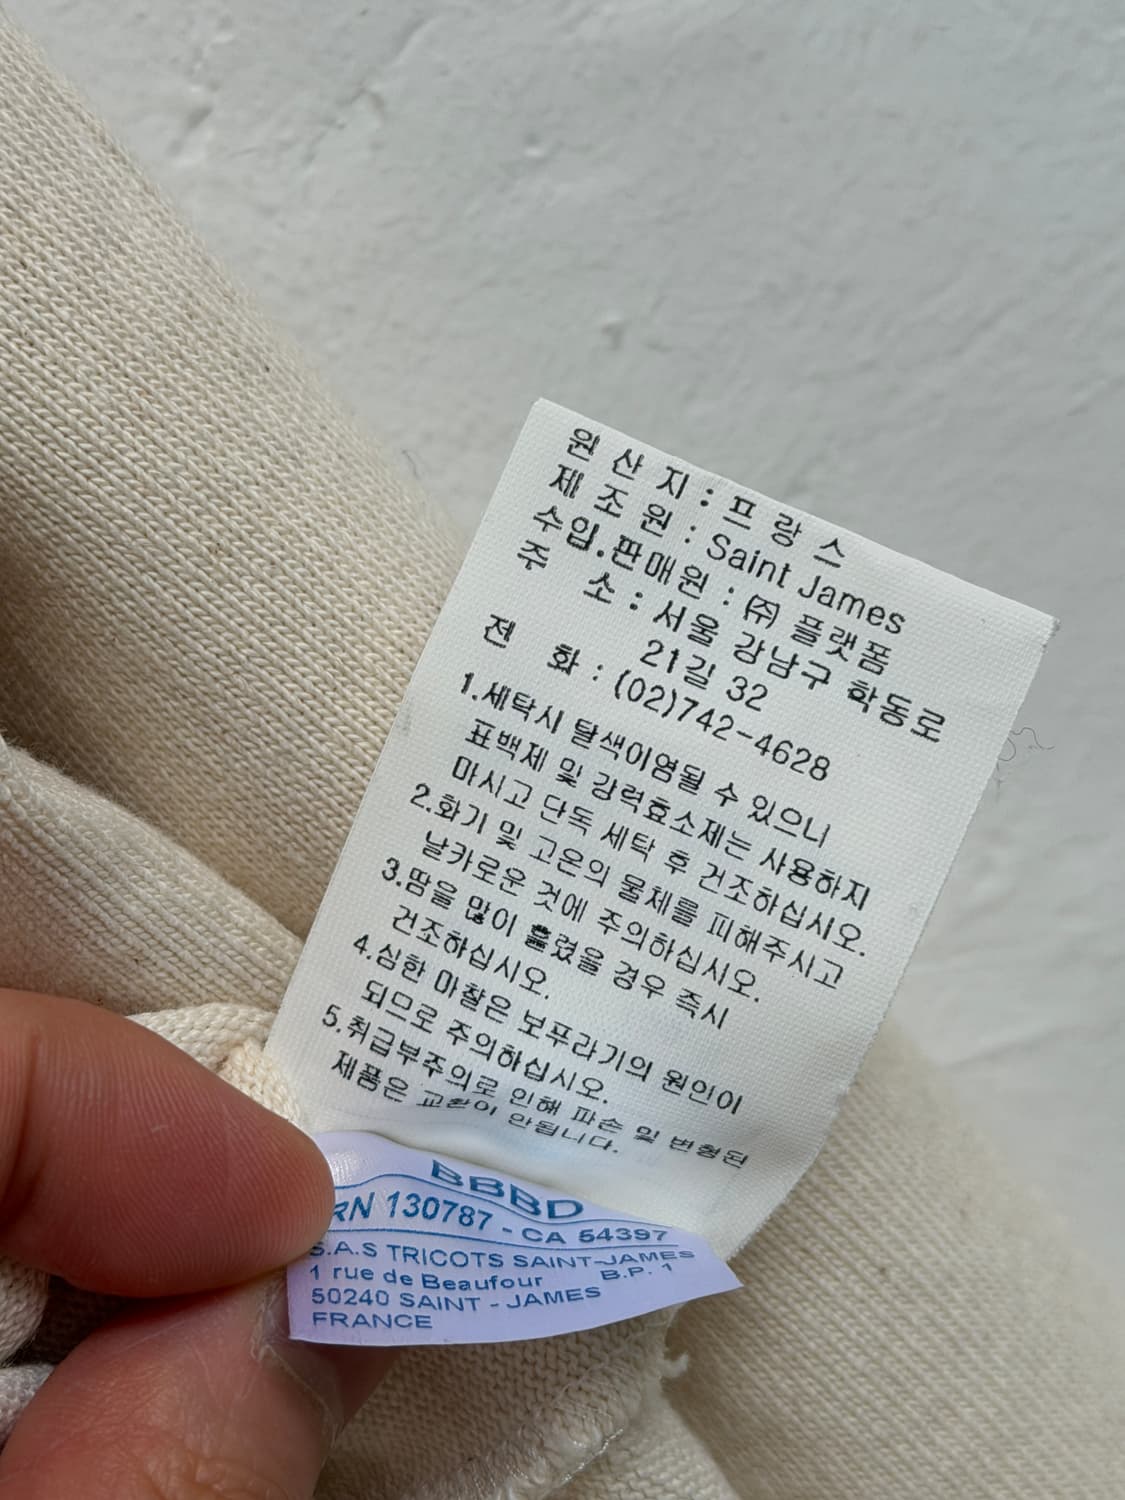 원 산 지 : 프 랑 스
제 조 원 : Saint James
수입.판매원 : ㈜ 플랫폼
주 소 : 서울 강남구 학동로
21길 32
전 화 : (02)742-4628
1.세탁시 탈색이염될 수 있으니
표백제 및 강력효소제는 사용하지
마시고 단독 세탁 후 건조하십시오.
2.화기 및 고온의 물체를 피해주시고
날카로운 것에 주의하십시오.
3.땀을 많이 흘렸을 경우 즉시
건조하십시오.
4.심한 마찰은 보푸라기의 원인이
되므로 주의하십시오.
5.취급부주의로 인해 파손 및 변형된
제품은 교환이 안됩니다.
BBBD
RN 130787 - CA 54397
S.A.S TRICOTS SAINT-JAMES
1 rue de Beaufour B.P. 1
50240 SAINT - JAMES
FRANCE